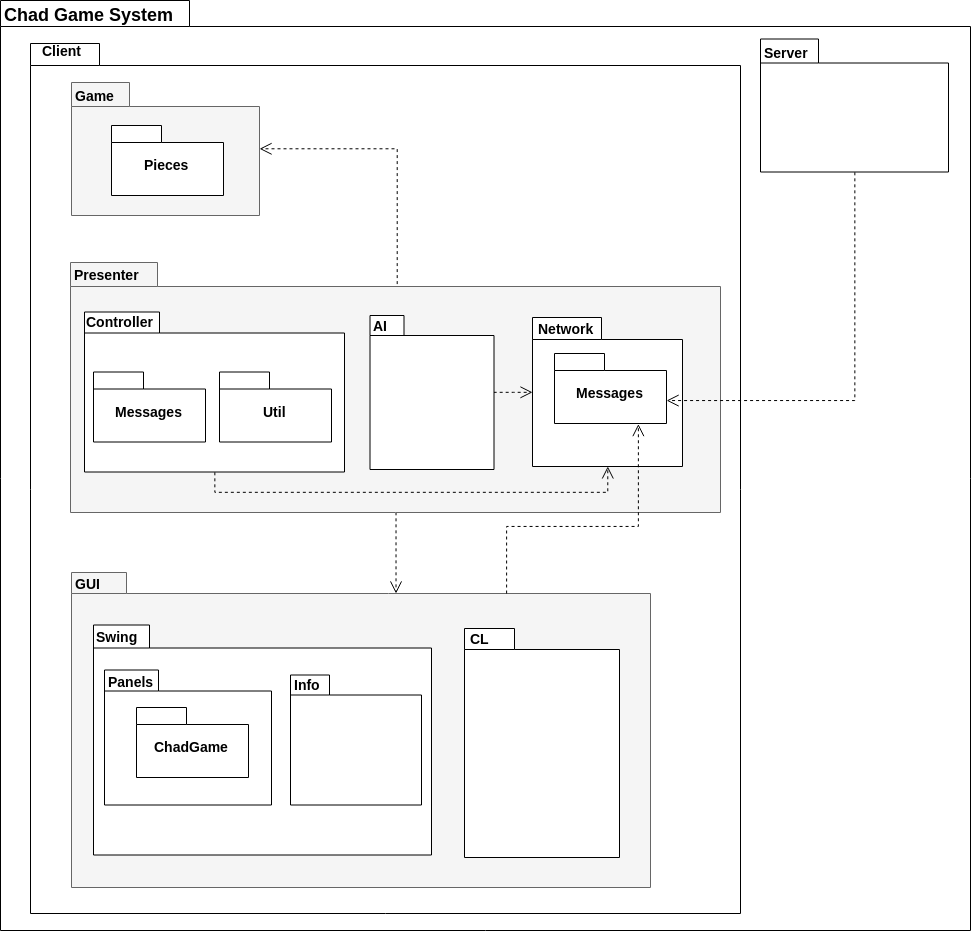 Chad Game System
Client
Server
Game
Pieces
Presenter
Controller
AI
Network
Messages
Util
Messages
GUI
Swing
CL
Panels
Info
ChadGame